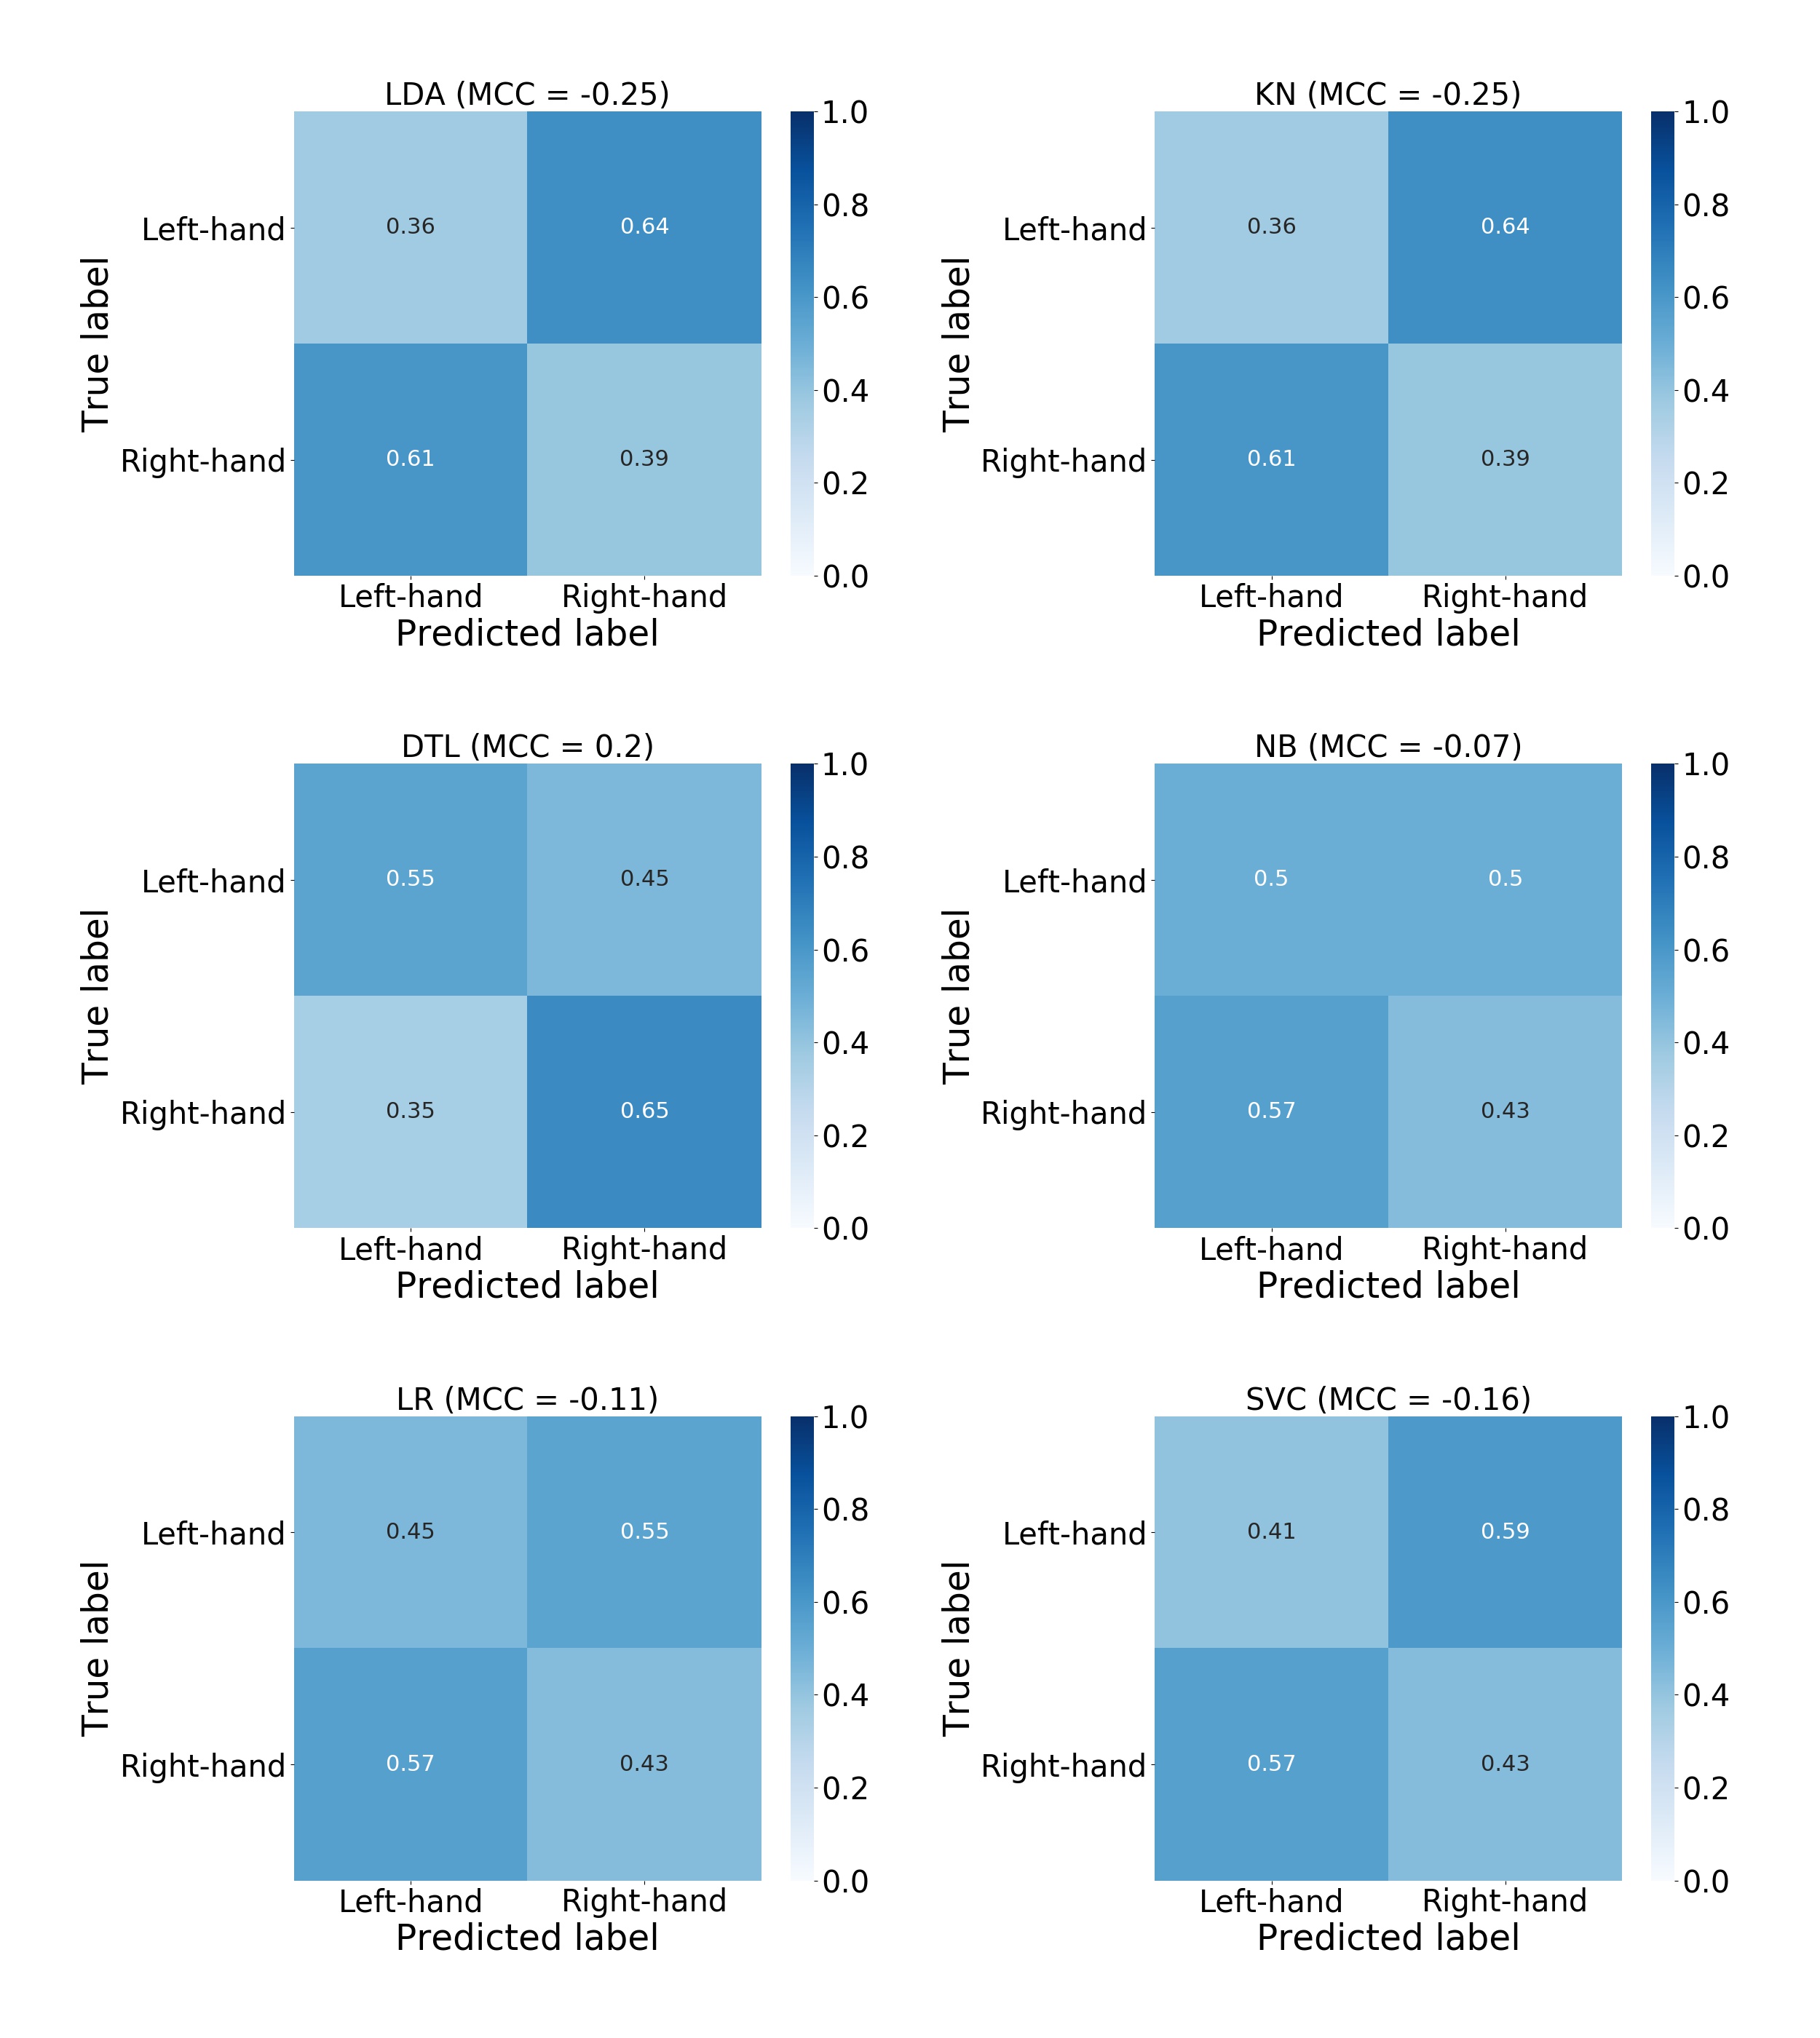 LDA (MCC = -0.25)
1.0
0.8
0.6
0.4
0.2
0.0
True label
Left-hand
0.36
0.64
Right-hand
0.61
0.39
Left-hand
Right-hand
Predicted label
KN (MCC = -0.25)
1.0
0.8
0.6
0.4
0.2
0.0
True label
Left-hand
0.36
0.64
Right-hand
0.61
0.39
Left-hand
Right-hand
Predicted label
DTL (MCC = 0.2)
1.0
0.8
0.6
0.4
0.2
0.0
True label
Left-hand
0.55
0.45
Right-hand
0.35
0.65
Left-hand
Right-hand
Predicted label
NB (MCC = -0.07)
1.0
0.8
0.6
0.4
0.2
0.0
True label
Left-hand
0.5
0.5
Right-hand
0.57
0.43
Left-hand
Right-hand
Predicted label
LR (MCC = -0.11)
1.0
0.8
0.6
0.4
0.2
0.0
True label
Left-hand
0.45
0.55
Right-hand
0.57
0.43
Left-hand
Right-hand
Predicted label
SVC (MCC = -0.16)
1.0
0.8
0.6
0.4
0.2
0.0
True label
Left-hand
0.41
0.59
Right-hand
0.57
0.43
Left-hand
Right-hand
Predicted label